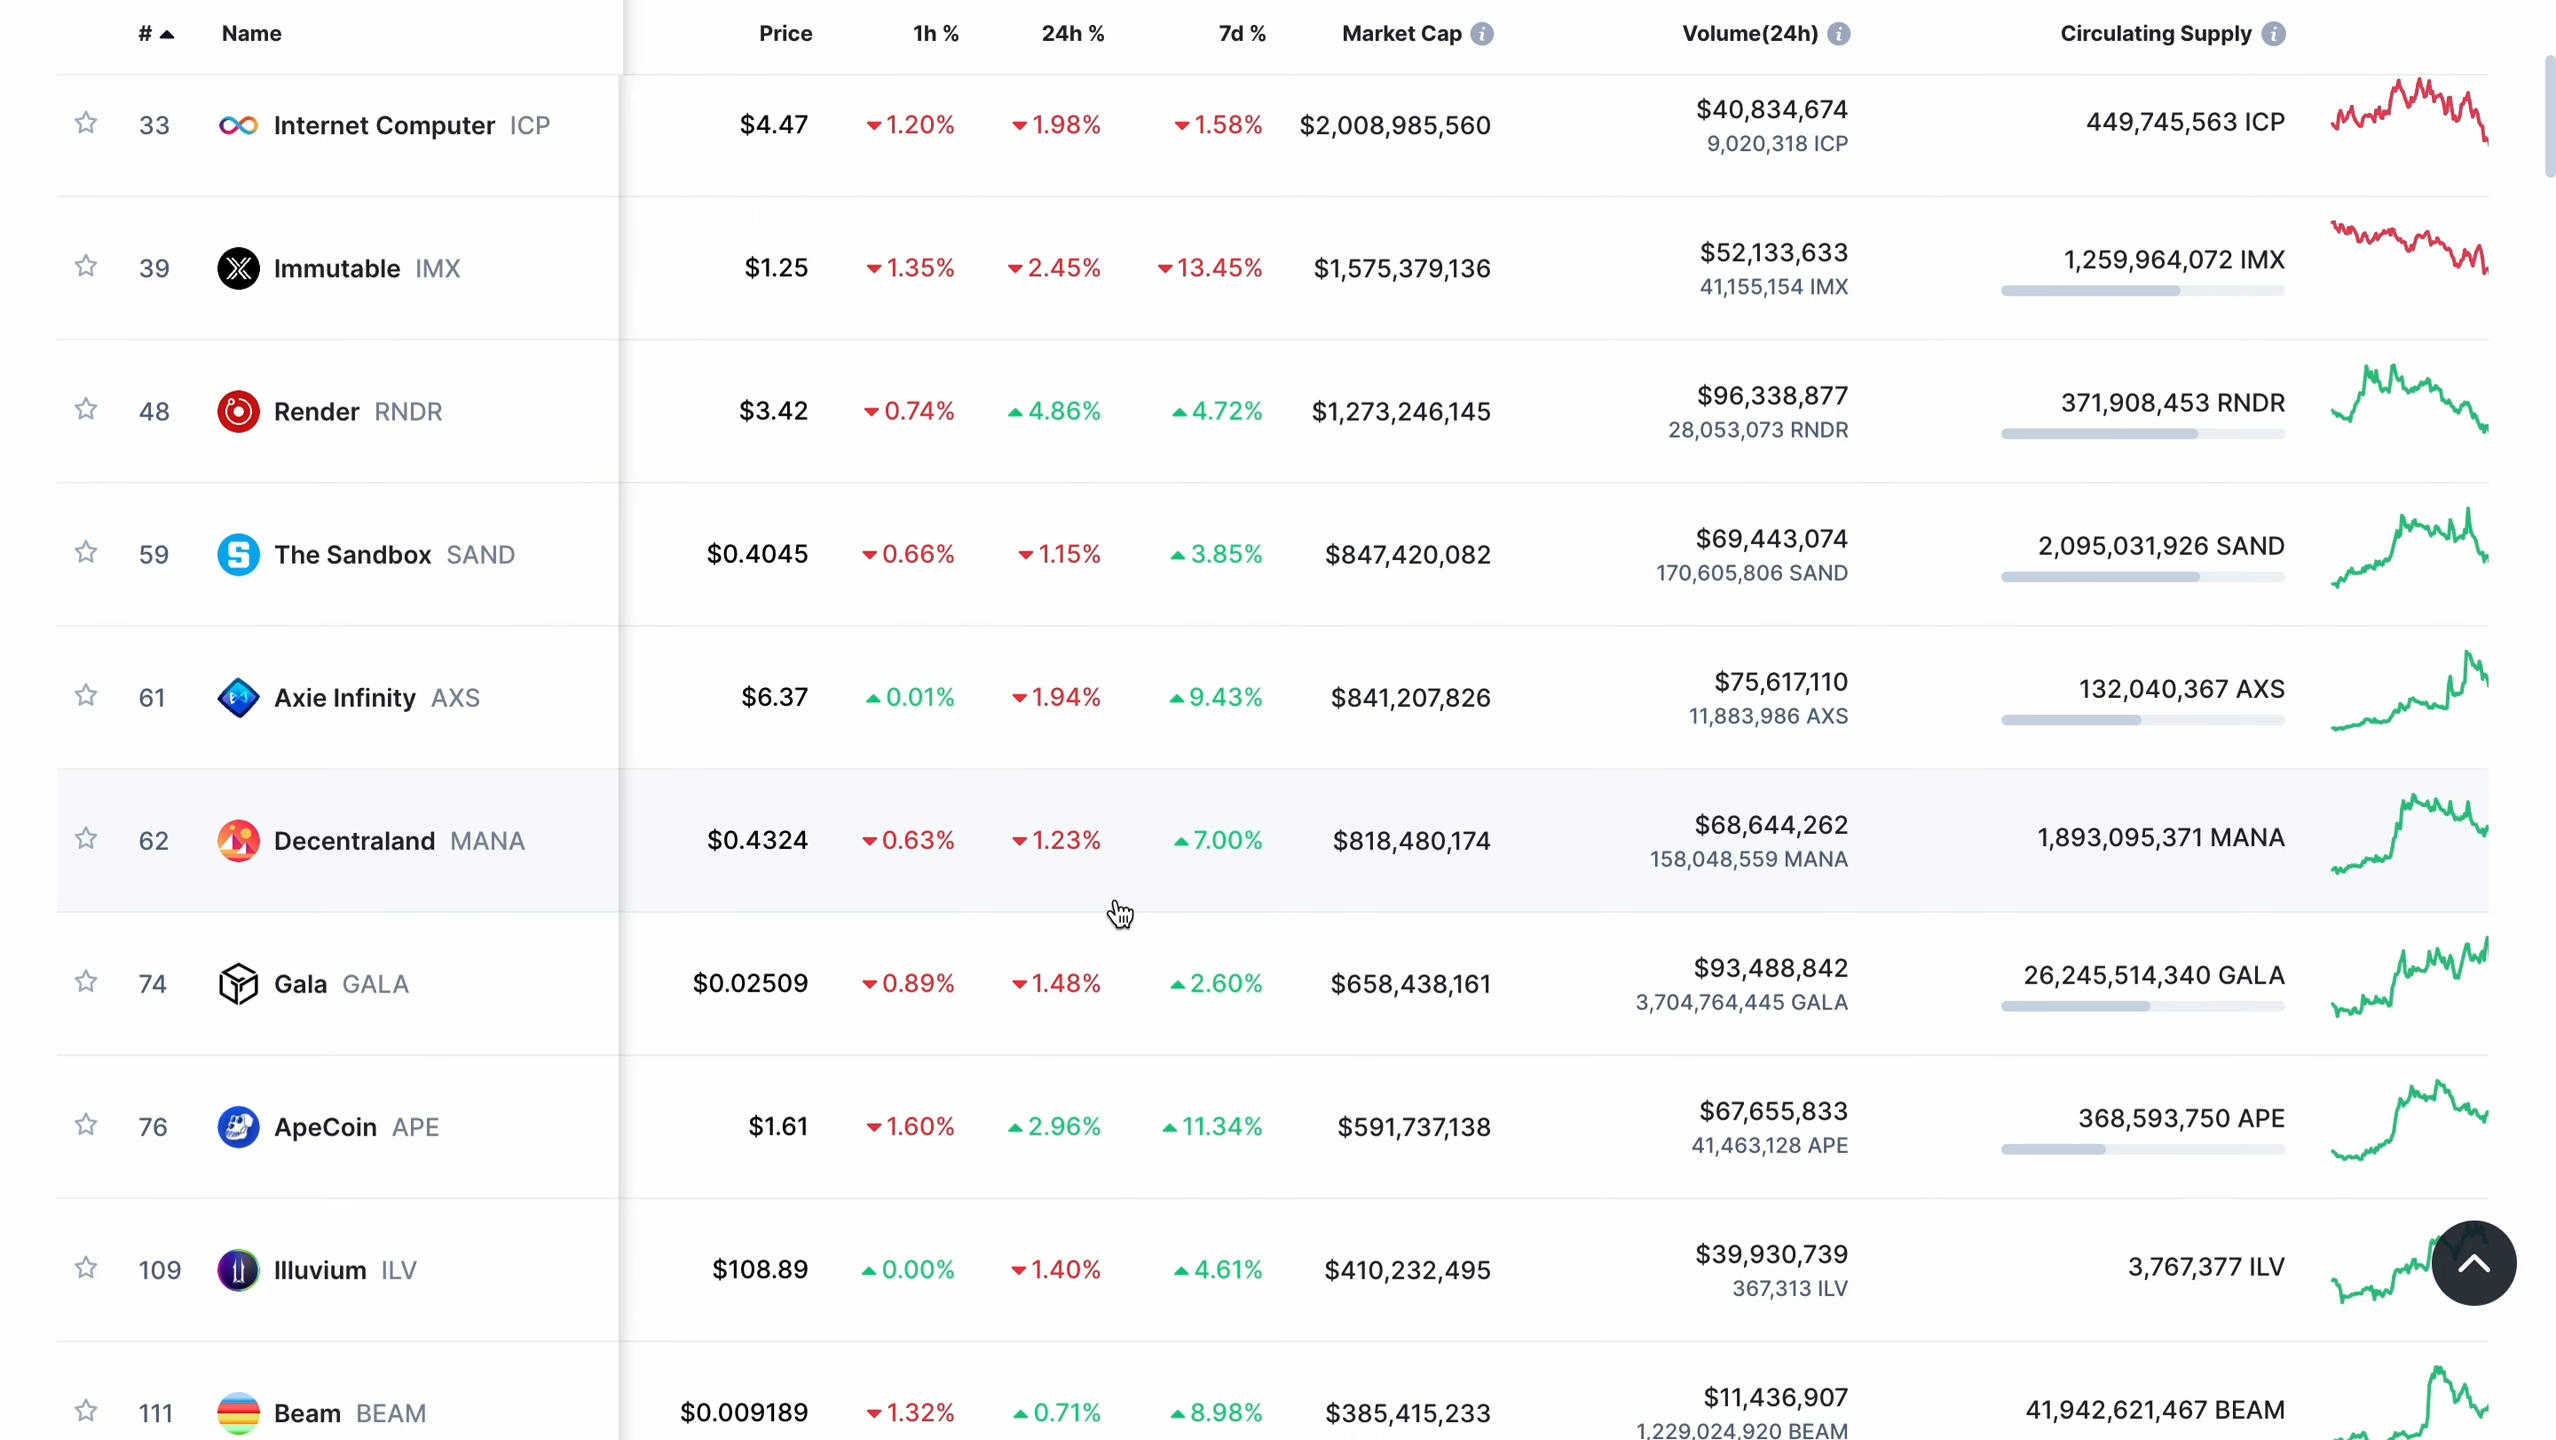 # Name Price 1h % 24h % 7d % Market Cap Volume(24h) Circulating Supply
33 Internet Computer ICP $4.47 1.20% 1.98% 1.58% $2,008,985,560 $40,834,674 449,745,563 ICP
9,020,318 ICP
39 Immutable IMX $1.25 1.35% 2.45% 13.45% $1,575,379,136 $52,133,633 1,259,964,072 IMX
41,155,154 IMX
48 Render RNDR $3.42 0.74% 4.86% 4.72% $1,273,246,145 $96,338,877 371,908,453 RNDR
28,053,073 RNDR
59 The Sandbox SAND $0.4045 0.66% 1.15% 3.85% $847,420,082 $69,443,074 2,095,031,926 SAND
170,605,806 SAND
61 Axie Infinity AXS $6.37 0.01% 1.94% 9.43% $841,207,826 $75,617,110 132,040,367 AXS
11,883,986 AXS
62 Decentraland MANA $0.4324 0.63% 1.23% 7.00% $818,480,174 $68,644,262 1,893,095,371 MANA
158,048,559 MANA
74 Gala GALA $0.02509 0.89% 1.48% 2.60% $658,438,161 $93,488,842 26,245,514,340 GALA
3,704,764,445 GALA
76 ApeCoin APE $1.61 1.60% 2.96% 11.34% $591,737,138 $67,655,833 368,593,750 APE
41,463,128 APE
109 Illuvium ILV $108.89 0.00% 1.40% 4.61% $410,232,495 $39,930,739 3,767,377 ILV
367,313 ILV
111 Beam BEAM $0.009189 1.32% 0.71% 8.98% $385,415,233 $11,436,907 41,942,621,467 BEAM
1,229,024,920 BEAM